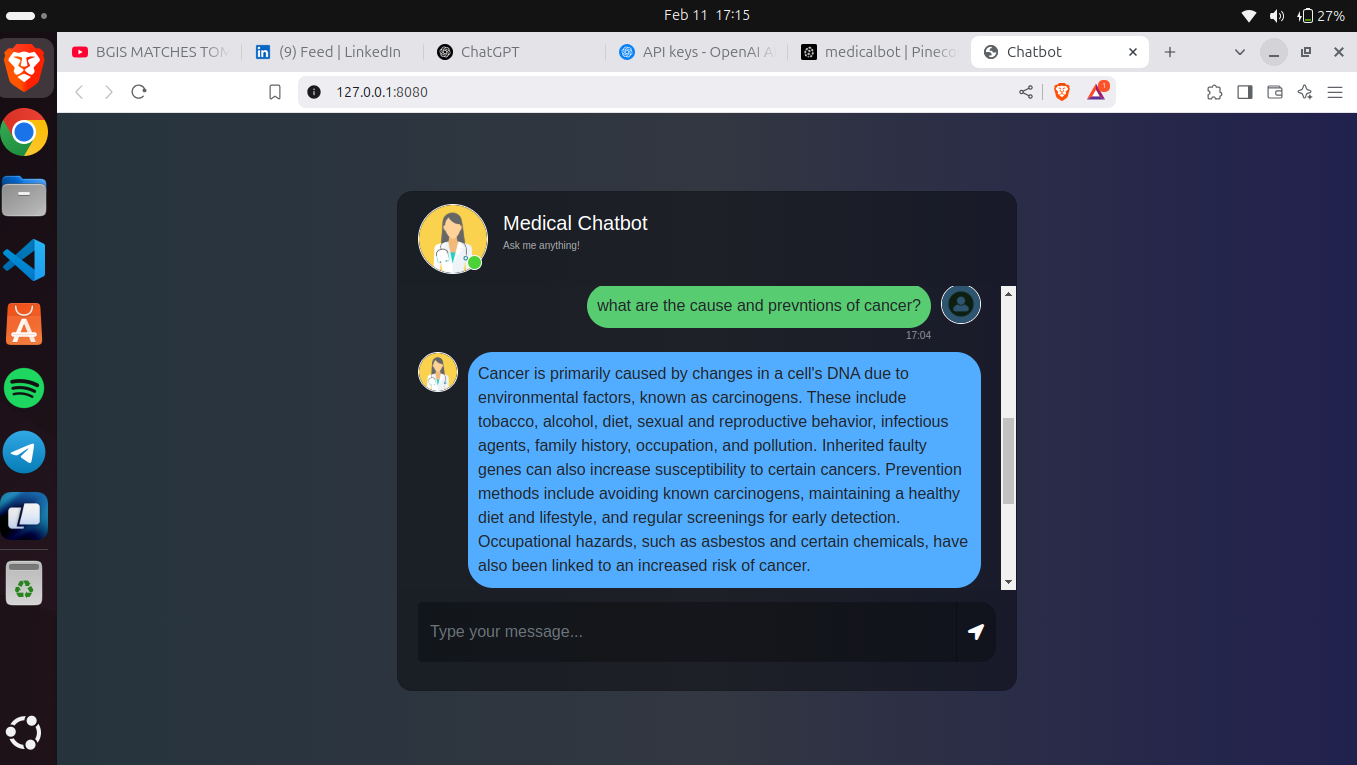 Feb 11 17:15
27%
BGIS MATCHES TOM
(9) Feed | LinkedIn
ChatGPT
API keys - OpenAI A
medicalbot | Pineco
Chatbot
127.0.0.1:8080
1
Medical Chatbot
Ask me anything!
what are the cause and prevntions of cancer?
17:04
Cancer is primarily caused by changes in a cell's DNA due to
environmental factors, known as carcinogens. These include
tobacco, alcohol, diet, sexual and reproductive behavior, infectious
agents, family history, occupation, and pollution. Inherited faulty
genes can also increase susceptibility to certain cancers. Prevention
methods include avoiding known carcinogens, maintaining a healthy
diet and lifestyle, and regular screenings for early detection.
Occupational hazards, such as asbestos and certain chemicals, have
also been linked to an increased risk of cancer.
Type your message...